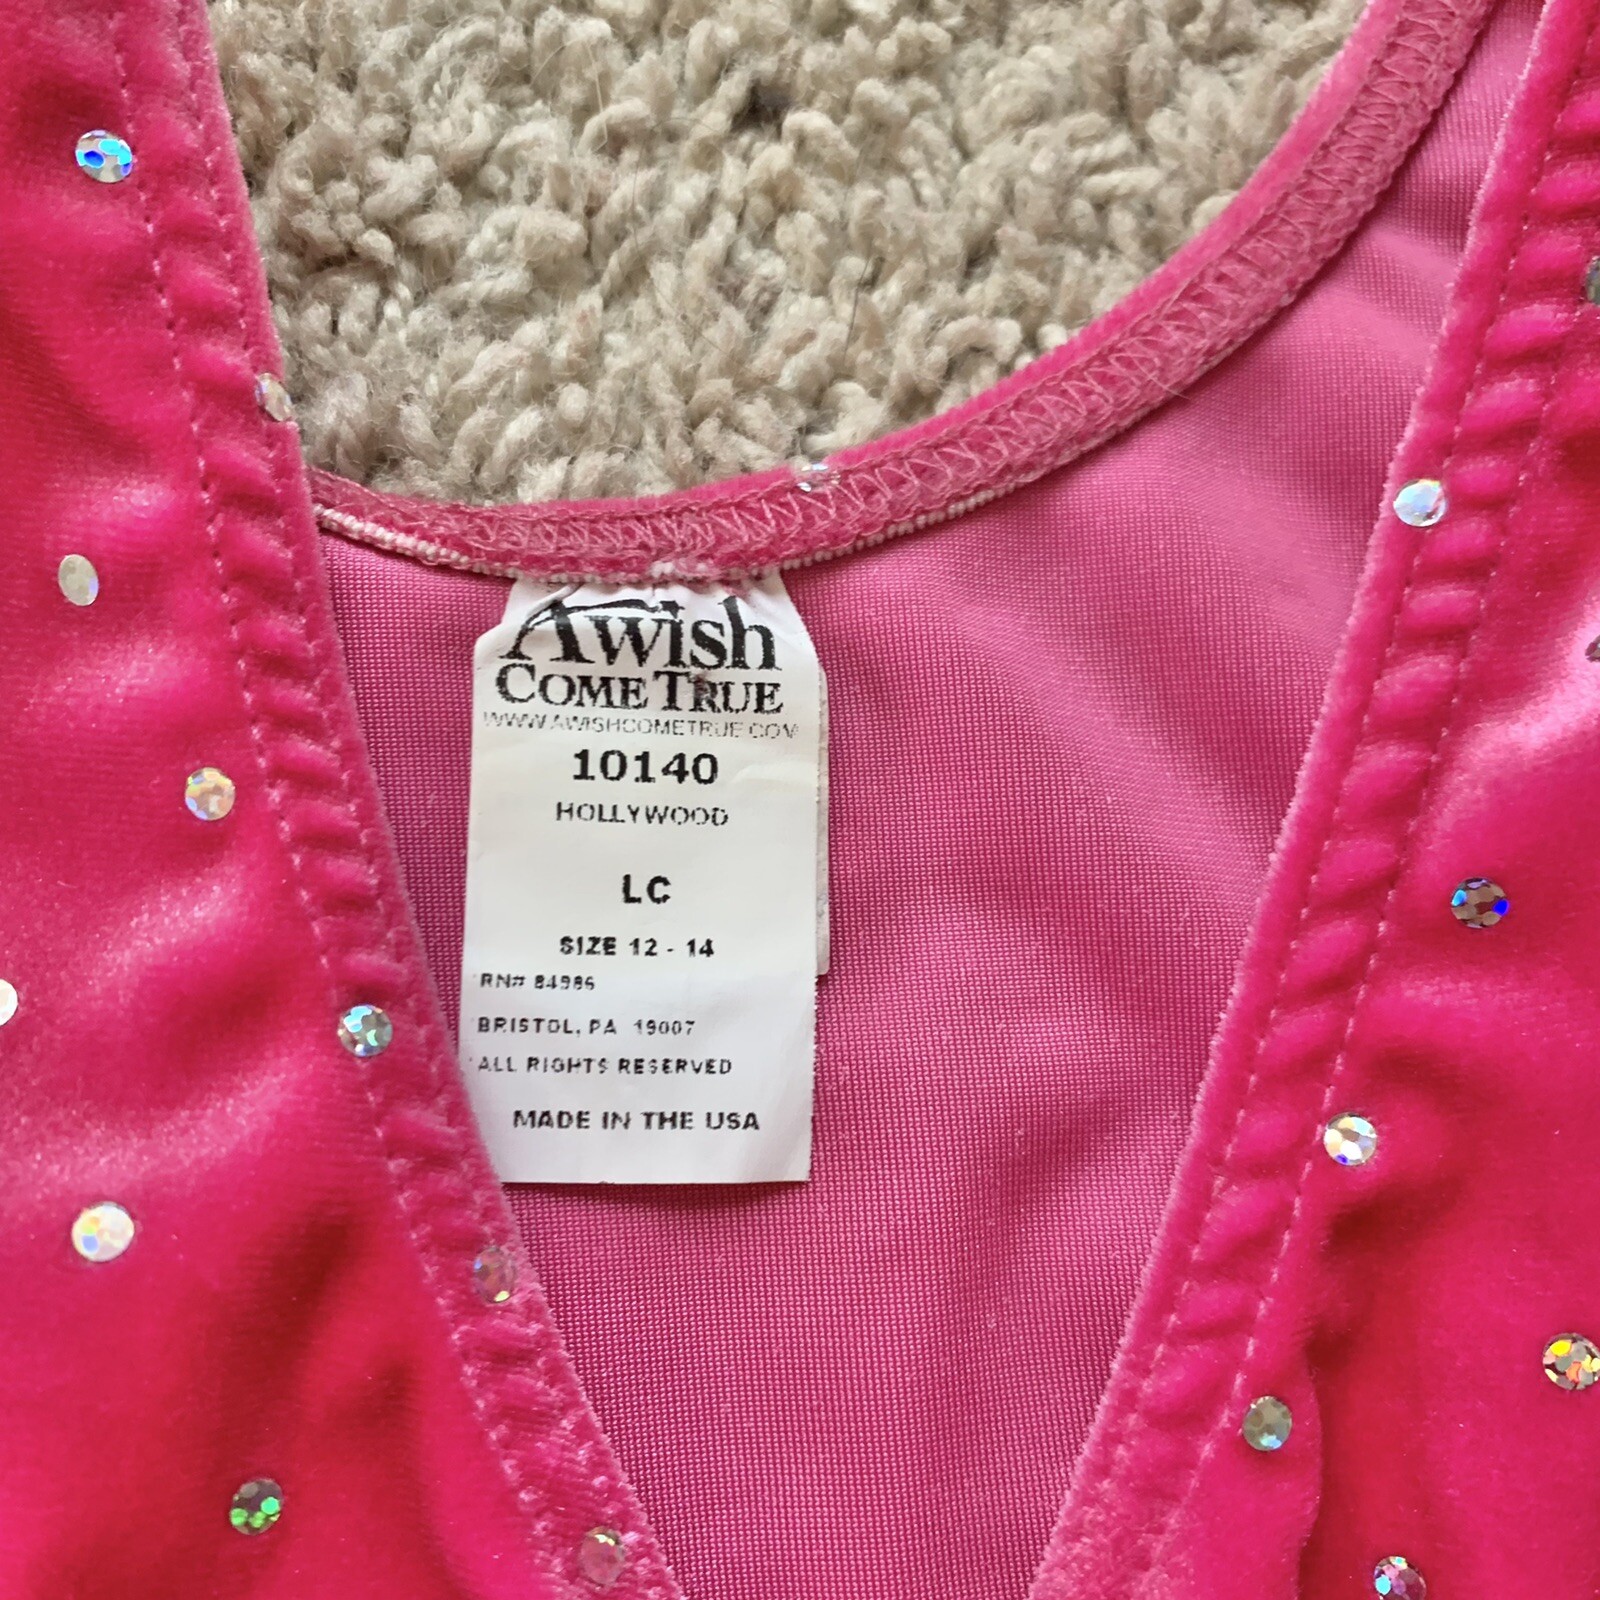 A wish
COME TRUE
WWW.AWISHCOMETRUE.COM
10140
HOLLYWOOD
LC
SIZE 12 - 14
RN# 84986
BRISTOL, PA 19007
ALL RIGHTS RESERVED
MADE IN THE USA